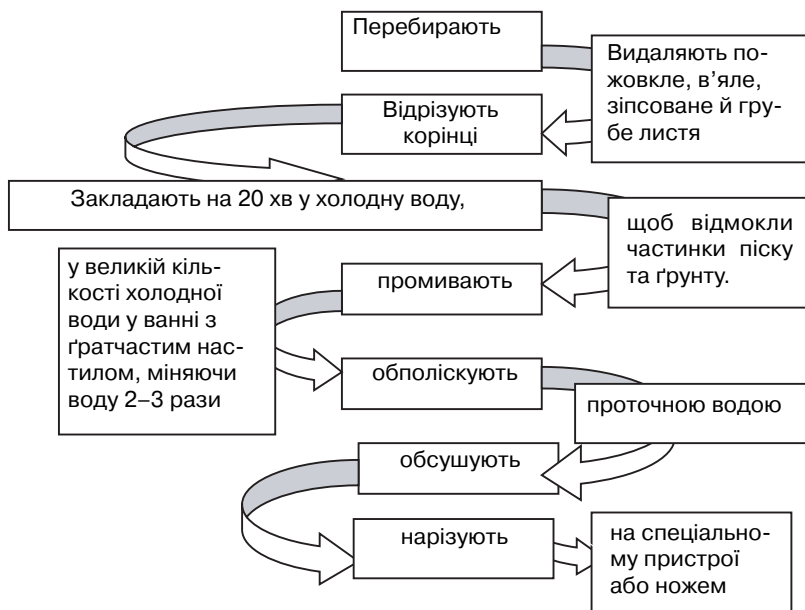 Перебирають
Видаляють по-
жовкле, в’яле,
зіпсоване й гру-
бе листя
Відрізують
корінці
Закладають на 20 хв у холодну воду,
щоб відмокли
частинки піску
та ґрунту.
промивають
у великій кіль-
кості холодної
води у ванні з
ґратчастим нас-
тилом, міняючи
воду 2–3 рази
обполіскують
проточною водою
обсушують
нарізують
на спеціально-
му пристрої
або ножем